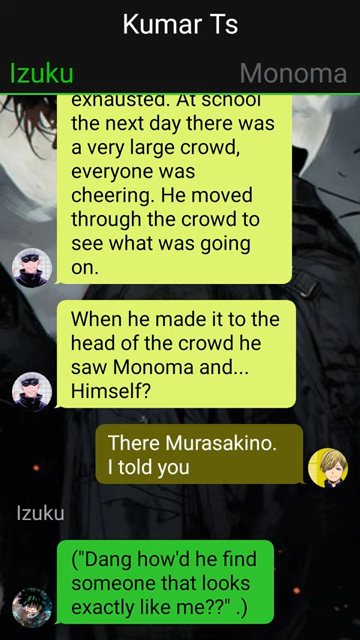 Kumar Ts
Izuku Monoma
exhausted. At school
the next day there was
a very large crowd,
everyone was
cheering. He moved
through the crowd to
see what was going
on.
When he made it to the
head of the crowd he
saw Monoma and...
Himself?
There Murasakino.
I told you
Izuku
("Dang how'd he find
someone that looks
exactly like me??" .)